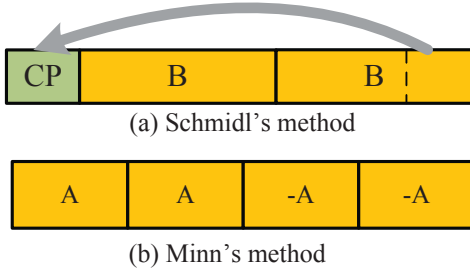 CP B B
(a) Schmidl's method
A A -A -A
(b) Minn's method